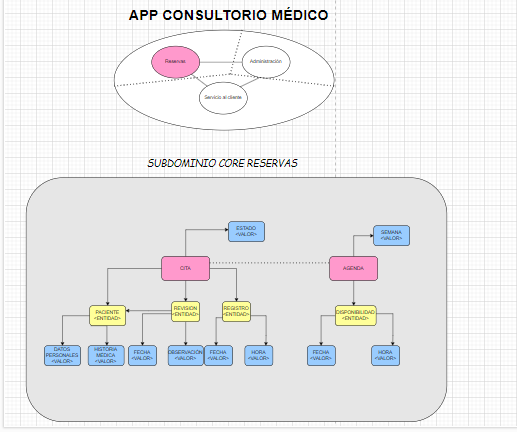 APP CONSULTORIO MÉDICO
Reservas
Administración
Servicio al cliente
SUBDOMINIO CORE RESERVAS
ESTADO
<VALOR>
SEMANA
<VALOR>
CITA
AGENDA
PACIENTE
<ENTIDAD>
REVISION
<ENTIDAD>
REGISTRO
<ENTIDAD>
DISPONIBILIDAD
<ENTIDAD>
DATOS
PERSONALES
<VALOR>
HISTORIA
MÉDICA
<VALOR>
FECHA
<VALOR>
OBSERVACION
<VALOR>
FECHA
<VALOR>
HORA
<VALOR>
FECHA
<VALOR>
HORA
<VALOR>